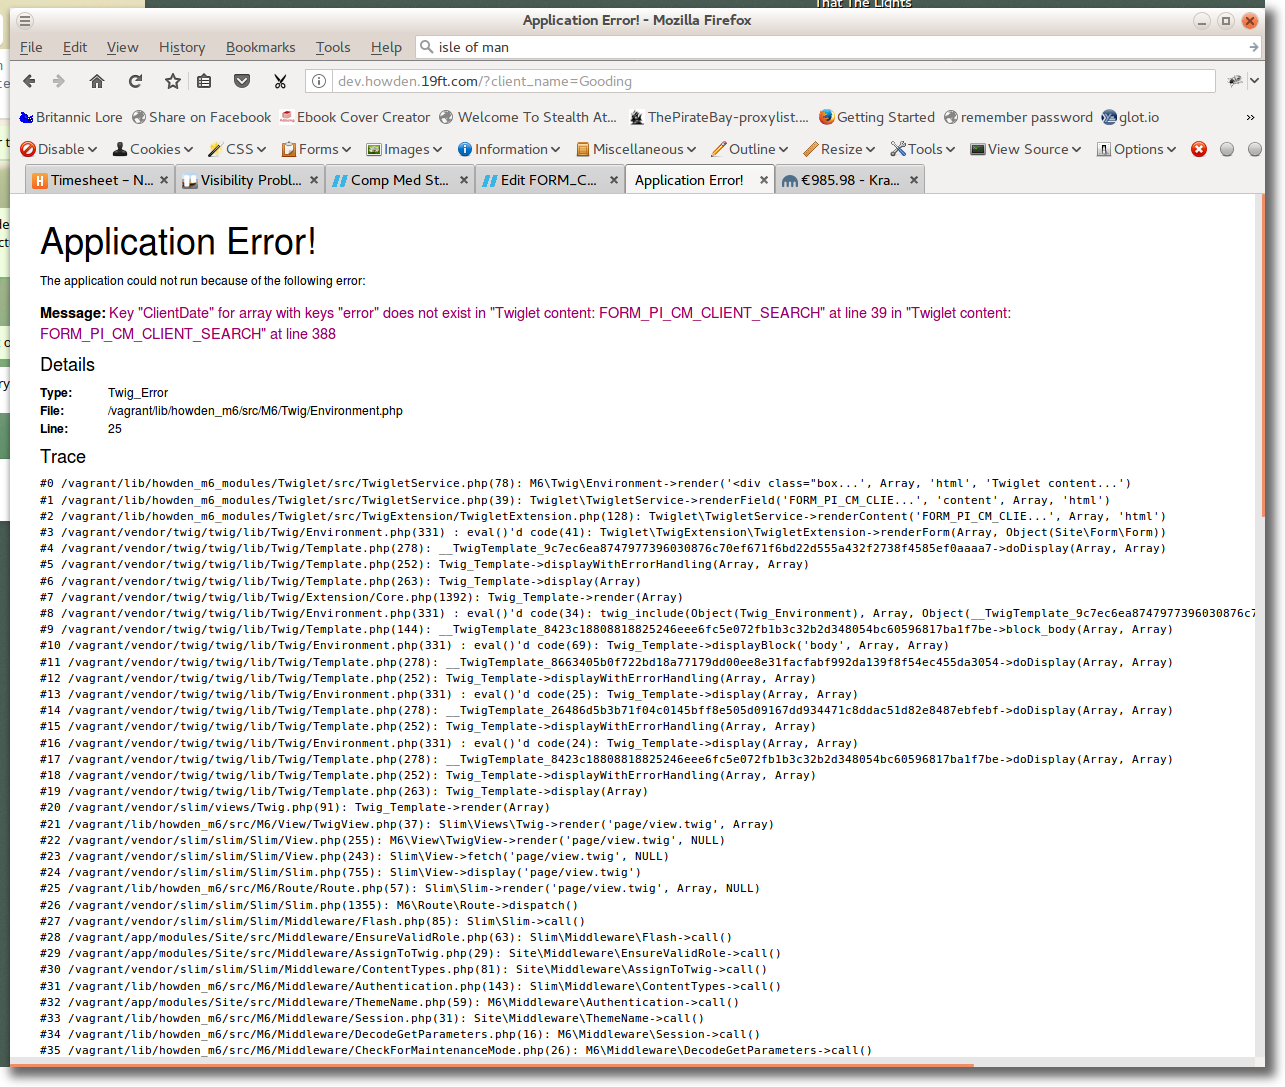 That The Lights
Application Error! - Mozilla Firefox
File Edit View History Bookmarks Tools Help isle of man
dev.howden.19ft.com/?client_name=Gooding
Britannic Lore Share on Facebook Ebook Cover Creator Welcome To Stealth At... ThePirateBay-proxylist.... Getting Started remember password glot.io »
Disable Cookies CSS Forms Images Information Miscellaneous Outline Resize Tools View Source Options
Timesheet – N... Visibility Probl... Comp Med St... Edit FORM_C... Application Error! €985.98 - Kra...
Application Error!
The application could not run because of the following error:
Message: Key "ClientDate" for array with keys "error" does not exist in "Twiglet content: FORM_PI_CM_CLIENT_SEARCH" at line 39 in "Twiglet content:
FORM_PI_CM_CLIENT_SEARCH" at line 388
Details
Type: Twig_Error
File: /vagrant/lib/howden_m6/src/M6/Twig/Environment.php
Line: 25
Trace
#0 /vagrant/lib/howden_m6_modules/Twiglet/src/TwigletService.php(78): M6\Twig\Environment->render('<div class="box...', Array, 'html', 'Twiglet content...')
#1 /vagrant/lib/howden_m6_modules/Twiglet/src/TwigletService.php(39): Twiglet\TwigletService->renderField('FORM_PI_CM_CLIE...', 'content', Array, 'html')
#2 /vagrant/lib/howden_m6_modules/Twiglet/src/TwigExtension/TwigletExtension.php(128): Twiglet\TwigletService->renderContent('FORM_PI_CM_CLIE...', Array, 'html')
#3 /vagrant/vendor/twig/twig/lib/Twig/Environment.php(331) : eval()'d code(41): Twiglet\TwigExtension\TwigletExtension->renderForm(Array, Object(Site\Form\Form))
#4 /vagrant/vendor/twig/twig/lib/Twig/Template.php(278): __TwigTemplate_9c7ec6ea8747977396030876c70ef671f6bd22d555a432f2738f4585ef0aaaa7->doDisplay(Array, Array)
#5 /vagrant/vendor/twig/twig/lib/Twig/Template.php(252): Twig_Template->displayWithErrorHandling(Array, Array)
#6 /vagrant/vendor/twig/twig/lib/Twig/Template.php(263): Twig_Template->display(Array)
#7 /vagrant/vendor/twig/twig/lib/Twig/Extension/Core.php(1392): Twig_Template->render(Array)
#8 /vagrant/vendor/twig/twig/lib/Twig/Environment.php(331) : eval()'d code(34): twig_include(Object(Twig_Environment), Array, Object(__TwigTemplate_9c7ec6ea8747977396030876c7
#9 /vagrant/vendor/twig/twig/lib/Twig/Template.php(144): __TwigTemplate_8423c18808818825246eee6fc5e072fb1b3c32b2d348054bc60596817ba1f7be->block_body(Array, Array)
#10 /vagrant/vendor/twig/twig/lib/Twig/Environment.php(331) : eval()'d code(69): Twig_Template->displayBlock('body', Array, Array)
#11 /vagrant/vendor/twig/twig/lib/Twig/Template.php(278): __TwigTemplate_8663405b0f722bd18a77179dd00ee8e31facfabf992da139f8f54ec455da3054->doDisplay(Array, Array)
#12 /vagrant/vendor/twig/twig/lib/Twig/Template.php(252): Twig_Template->displayWithErrorHandling(Array, Array)
#13 /vagrant/vendor/twig/twig/lib/Twig/Environment.php(331) : eval()'d code(25): Twig_Template->display(Array, Array)
#14 /vagrant/vendor/twig/twig/lib/Twig/Template.php(278): __TwigTemplate_26486d5b3b71f04c0145bff8e505d09167dd934471c8ddac51d82e8487ebfebf->doDisplay(Array, Array)
#15 /vagrant/vendor/twig/twig/lib/Twig/Template.php(252): Twig_Template->displayWithErrorHandling(Array, Array)
#16 /vagrant/vendor/twig/twig/lib/Twig/Environment.php(331) : eval()'d code(24): Twig_Template->display(Array, Array)
#17 /vagrant/vendor/twig/twig/lib/Twig/Template.php(278): __TwigTemplate_8423c18808818825246eee6fc5e072fb1b3c32b2d348054bc60596817ba1f7be->doDisplay(Array, Array)
#18 /vagrant/vendor/twig/twig/lib/Twig/Template.php(252): Twig_Template->displayWithErrorHandling(Array, Array)
#19 /vagrant/vendor/twig/twig/lib/Twig/Template.php(263): Twig_Template->display(Array)
#20 /vagrant/vendor/slim/views/Twig.php(91): Twig_Template->render(Array)
#21 /vagrant/lib/howden_m6/src/M6/View/TwigView.php(37): Slim\Views\Twig->render('page/view.twig', Array)
#22 /vagrant/vendor/slim/slim/Slim/View.php(255): M6\View\TwigView->render('page/view.twig', NULL)
#23 /vagrant/vendor/slim/slim/Slim/View.php(243): Slim\View->fetch('page/view.twig', NULL)
#24 /vagrant/vendor/slim/slim/Slim/Slim.php(755): Slim\View->display('page/view.twig')
#25 /vagrant/lib/howden_m6/src/M6/Route/Route.php(57): Slim\Slim->render('page/view.twig', Array, NULL)
#26 /vagrant/vendor/slim/slim/Slim/Slim.php(1355): M6\Route\Route->dispatch()
#27 /vagrant/vendor/slim/slim/Slim/Middleware/Flash.php(85): Slim\Slim->call()
#28 /vagrant/app/modules/Site/src/Middleware/EnsureValidRole.php(63): Slim\Middleware\Flash->call()
#29 /vagrant/app/modules/Site/src/Middleware/AssignToTwig.php(29): Site\Middleware\EnsureValidRole->call()
#30 /vagrant/vendor/slim/slim/Slim/Middleware/ContentTypes.php(81): Site\Middleware\AssignToTwig->call()
#31 /vagrant/lib/howden_m6/src/M6/Middleware/Authentication.php(143): Slim\Middleware\ContentTypes->call()
#32 /vagrant/app/modules/Site/src/Middleware/ThemeName.php(59): M6\Middleware\Authentication->call()
#33 /vagrant/lib/howden_m6/src/M6/Middleware/Session.php(31): Site\Middleware\ThemeName->call()
#34 /vagrant/lib/howden_m6/src/M6/Middleware/DecodeGetParameters.php(16): M6\Middleware\Session->call()
#35 /vagrant/lib/howden_m6/src/M6/Middleware/CheckForMaintenanceMode.php(26): M6\Middleware\DecodeGetParameters->call()